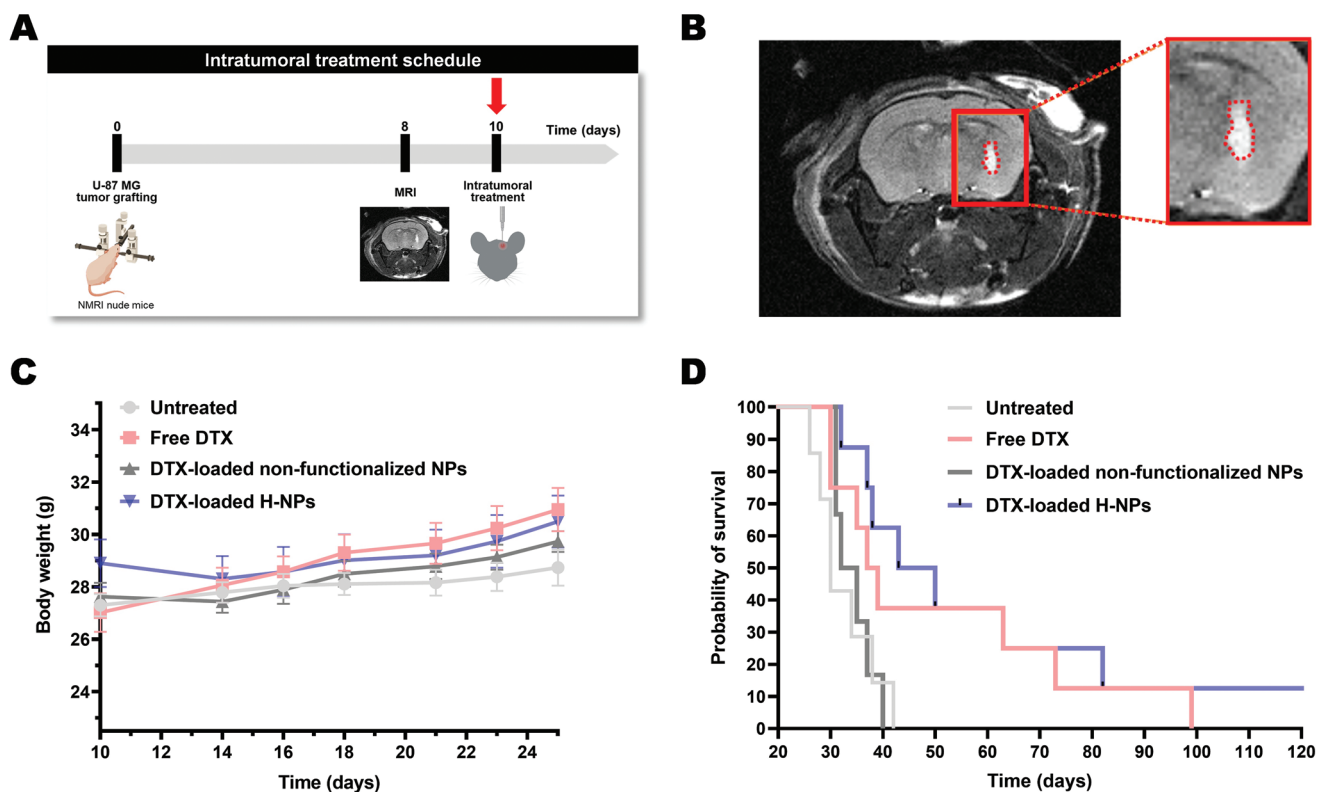 A
Intratumoral treatment schedule
0
8
10
Time (days)
U-87 MG
tumor grafting
MRI
Intratumoral
treatment
NMRI nude mice
B
C
Untreated
Free DTX
DTX-loaded non-functionalized NPs
DTX-loaded H-NPs
Body weight (g)
34
32
30
28
26
24
10 12 14 16 18 20 22 24
Time (days)
D
Untreated
Free DTX
DTX-loaded non-functionalized NPs
DTX-loaded H-NPs
Probability of survival
100
90
80
70
60
50
40
30
20
10
0
20 30 40 50 60 70 80 90 100 110 120
Time (days)